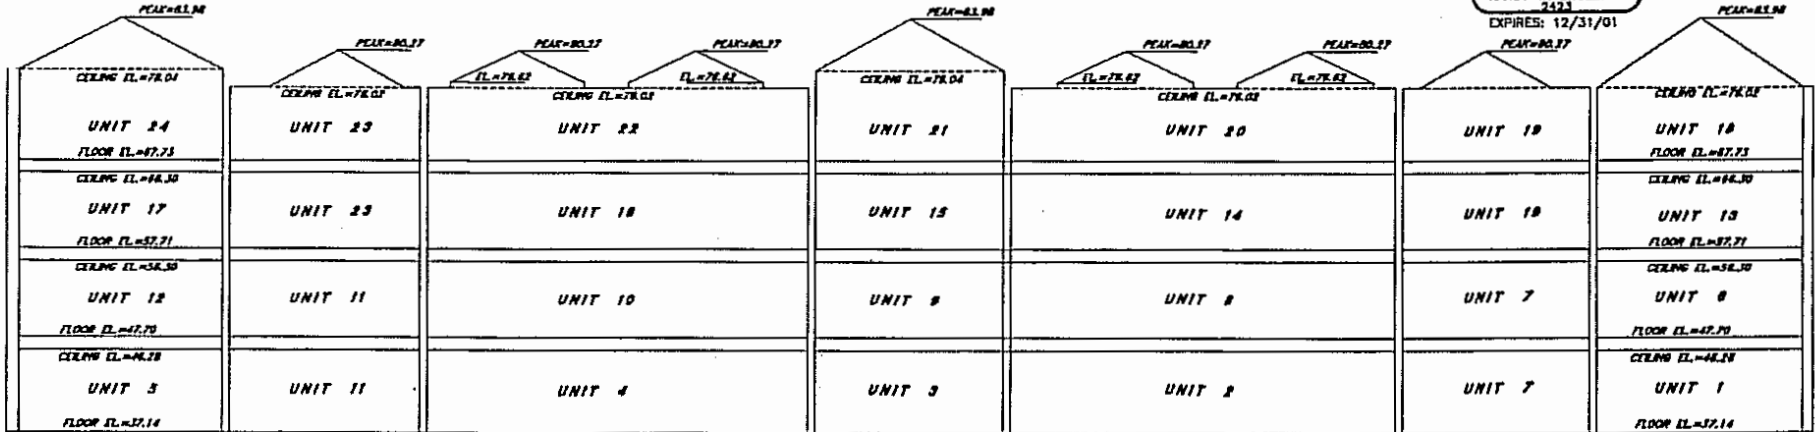 2423
EXPIRES: 12/31/01
PEAK=83.98
PEAK=83.98
PEAK=83.98
PEAK=80.27
PEAK=80.27
PEAK=80.27
PEAK=80.27
PEAK=80.27
PEAK=80.27
CEILING EL.=79.04
EL.=78.62
EL.=78.62
CEILING EL.=79.04
EL.=78.62
EL.=78.62
CEILING EL.=78.02
CEILING EL.=78.02
CEILING EL.=78.02
CEILING EL.=78.02
UNIT 24
UNIT 23
UNIT 22
UNIT 21
UNIT 20
UNIT 19
UNIT 18
FLOOR EL.=67.73
FLOOR EL.=67.73
CEILING EL.=66.30
CEILING EL.=66.30
UNIT 17
UNIT 23
UNIT 16
UNIT 15
UNIT 14
UNIT 19
UNIT 13
FLOOR EL.=57.71
FLOOR EL.=57.71
CEILING EL.=56.30
CEILING EL.=56.30
UNIT 12
UNIT 11
UNIT 10
UNIT 9
UNIT 8
UNIT 7
UNIT 6
FLOOR EL.=47.70
FLOOR EL.=47.70
CEILING EL.=46.28
CEILING EL.=46.28
UNIT 5
UNIT 11
UNIT 4
UNIT 3
UNIT 2
UNIT 7
UNIT 1
FLOOR EL.=37.14
FLOOR EL.=37.14